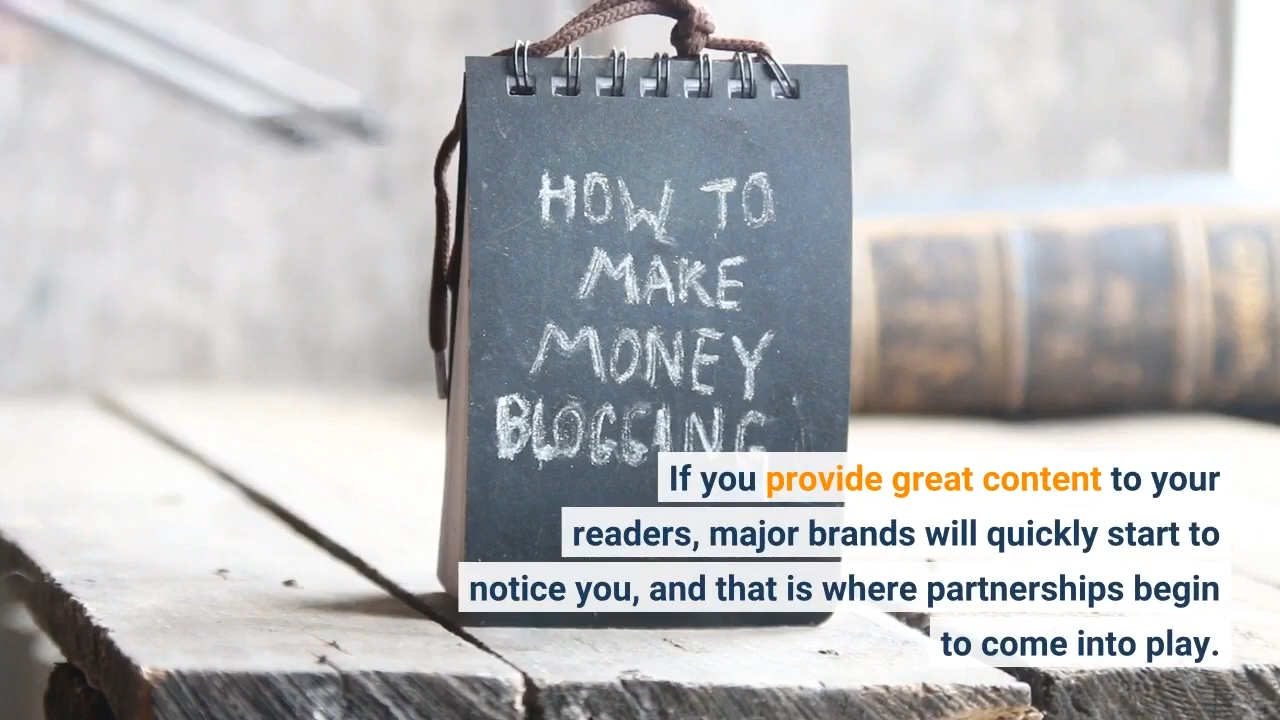 HOW TO
MAKE
MONEY
BLOGGING
If you provide great content to your
readers, major brands will quickly start to
notice you, and that is where partnerships begin
to come into play.